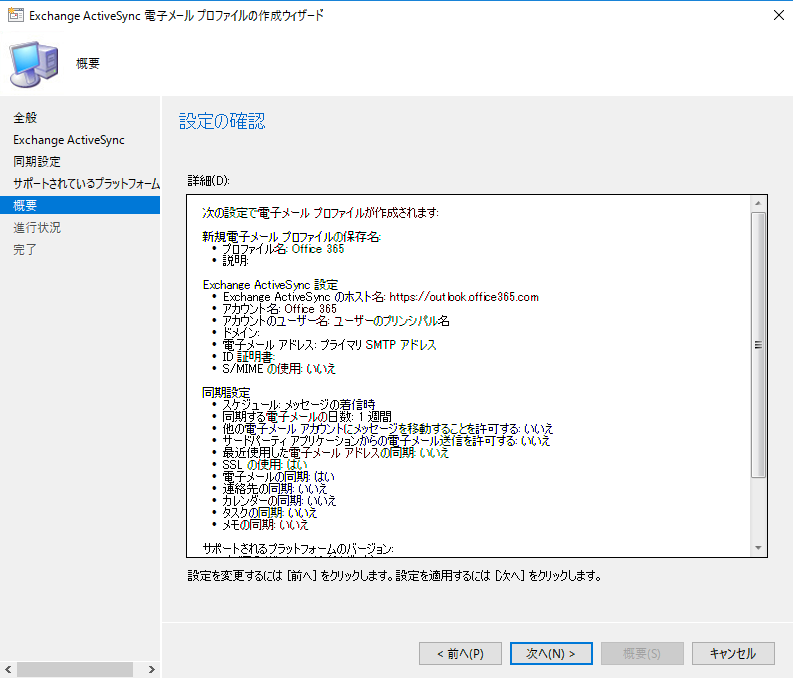 Exchange ActiveSync 電子メール プロファイルの作成ウィザード
概要
全般
Exchange ActiveSync
同期設定
サポートされているプラットフォーム
概要
進行状況
完了
設定の確認
詳細(D):
次の設定で電子メール プロファイルが作成されます:
新規電子メール プロファイルの保存名:
• プロファイル名: Office 365
• 説明:
Exchange ActiveSync 設定
• Exchange ActiveSync のホスト名: https://outlook.office365.com
• アカウント名: Office 365
• アカウントのユーザー名: ユーザーのプリンシパル名
• ドメイン:
• 電子メール アドレス: プライマリ SMTP アドレス
• ID 証明書:
• S/MIME の使用: いいえ
同期設定
• スケジュール: メッセージの着信時
• 同期する電子メールの日数: 1 週間
• 他の電子メール アカウントにメッセージを移動することを許可する: いいえ
• サードパーティ アプリケーションからの電子メール送信を許可する: いいえ
• 最近使用した電子メール アドレスの同期: いいえ
• SSL の使用: はい
• 電子メールの同期: はい
• 連絡先の同期: いいえ
• カレンダーの同期: いいえ
• タスクの同期: いいえ
• メモの同期: いいえ
サポートされるプラットフォームのバージョン:
設定を変更するには [前へ] をクリックします。設定を適用するには [次へ] をクリックします。
< 前へ(P)
次へ(N) >
概要(S)
キャンセル